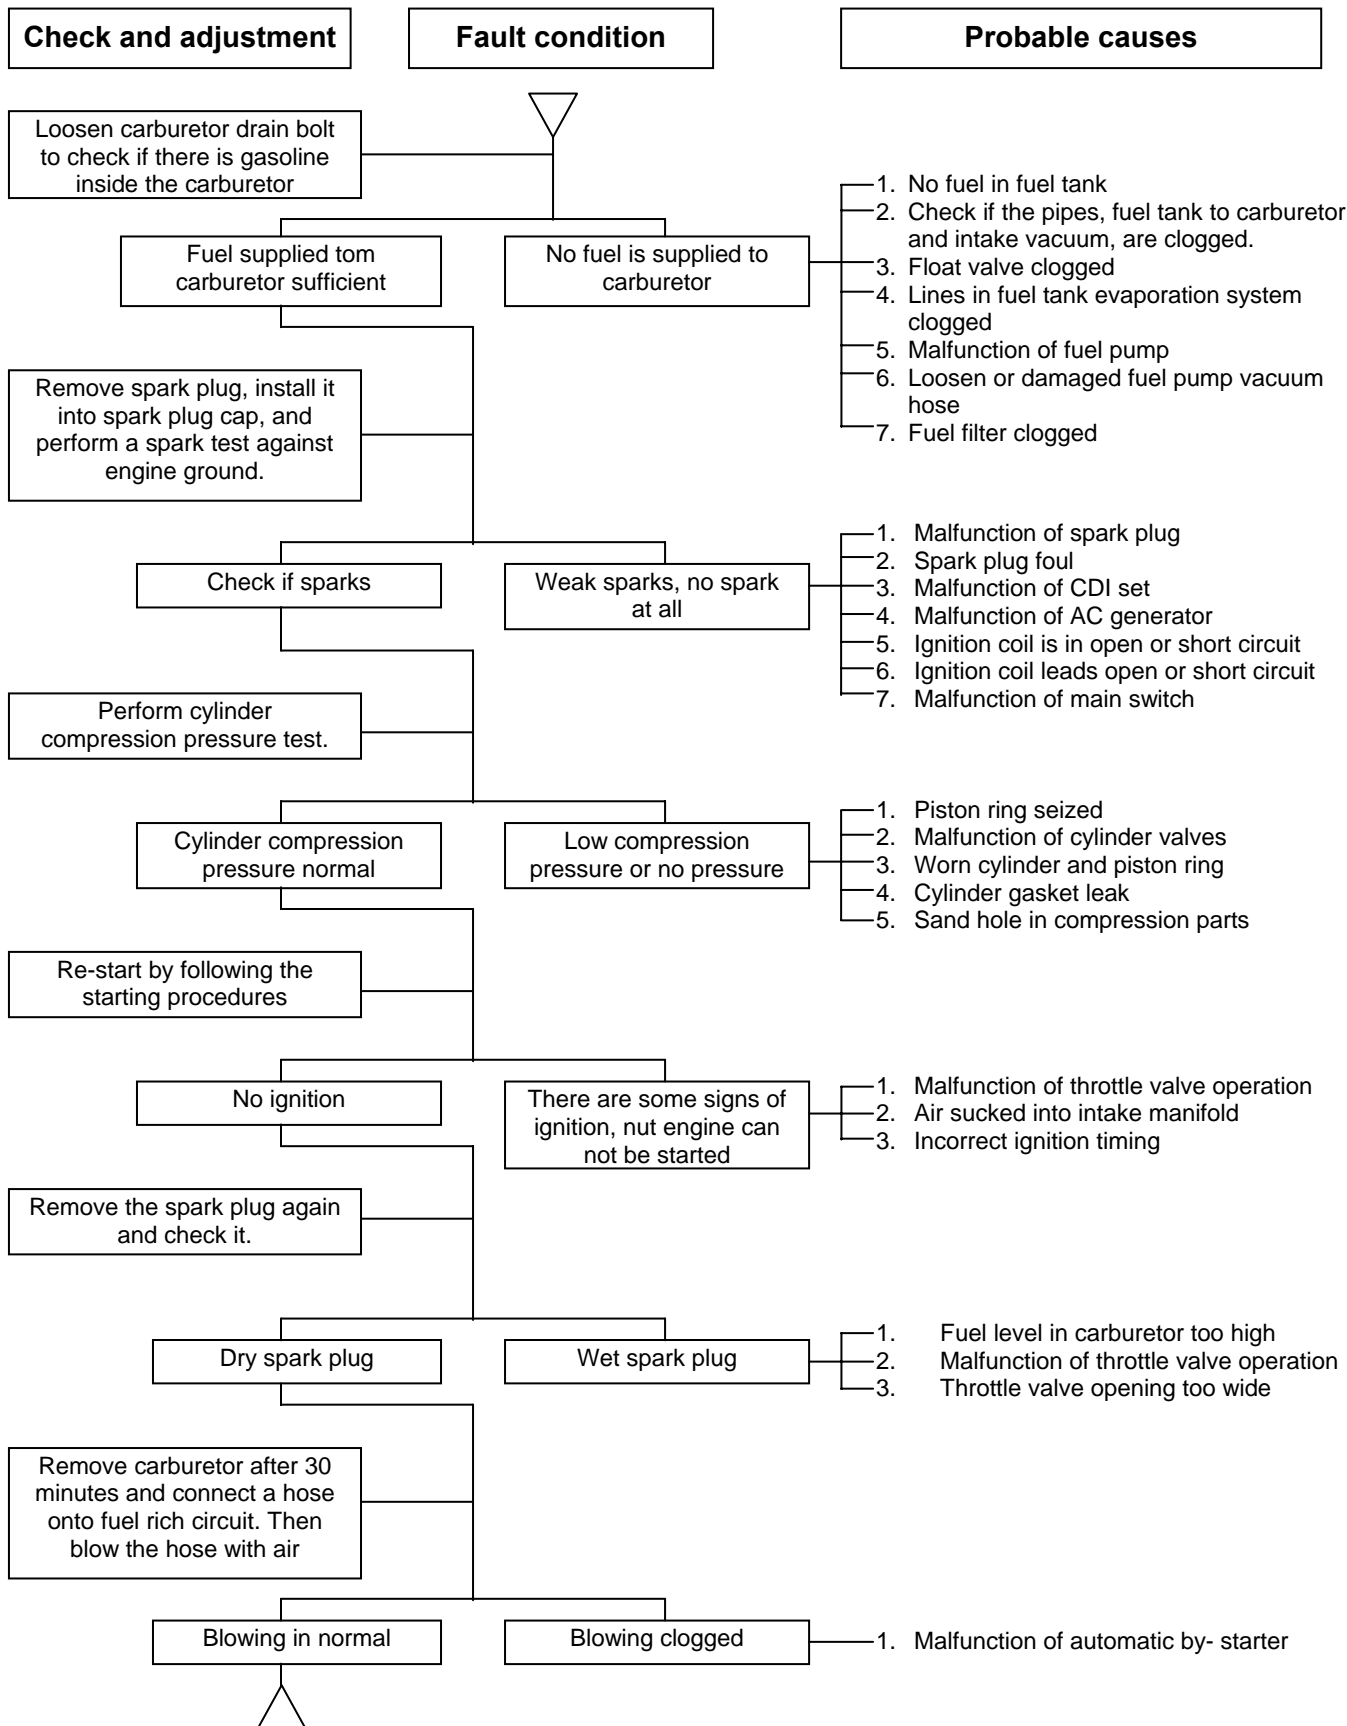 Check and adjustment
Fault condition
Probable causes
Loosen carburetor drain bolt
to check if there is gasoline
inside the carburetor
Fuel supplied tom
carburetor sufficient
No fuel is supplied to
carburetor
1. No fuel in fuel tank
2. Check if the pipes, fuel tank to carburetor
and intake vacuum, are clogged.
3. Float valve clogged
4. Lines in fuel tank evaporation system
clogged
5. Malfunction of fuel pump
6. Loosen or damaged fuel pump vacuum
hose
7. Fuel filter clogged
Remove spark plug, install it
into spark plug cap, and
perform a spark test against
engine ground.
Check if sparks
Weak sparks, no spark
at all
1. Malfunction of spark plug
2. Spark plug foul
3. Malfunction of CDI set
4. Malfunction of AC generator
5. Ignition coil is in open or short circuit
6. Ignition coil leads open or short circuit
7. Malfunction of main switch
Perform cylinder
compression pressure test.
Cylinder compression
pressure normal
Low compression
pressure or no pressure
1. Piston ring seized
2. Malfunction of cylinder valves
3. Worn cylinder and piston ring
4. Cylinder gasket leak
5. Sand hole in compression parts
Re-start by following the
starting procedures
No ignition
There are some signs of
ignition, nut engine can
not be started
1. Malfunction of throttle valve operation
2. Air sucked into intake manifold
3. Incorrect ignition timing
Remove the spark plug again
and check it.
Dry spark plug
Wet spark plug
1. Fuel level in carburetor too high
2. Malfunction of throttle valve operation
3. Throttle valve opening too wide
Remove carburetor after 30
minutes and connect a hose
onto fuel rich circuit. Then
blow the hose with air
Blowing in normal
Blowing clogged
1. Malfunction of automatic by- starter